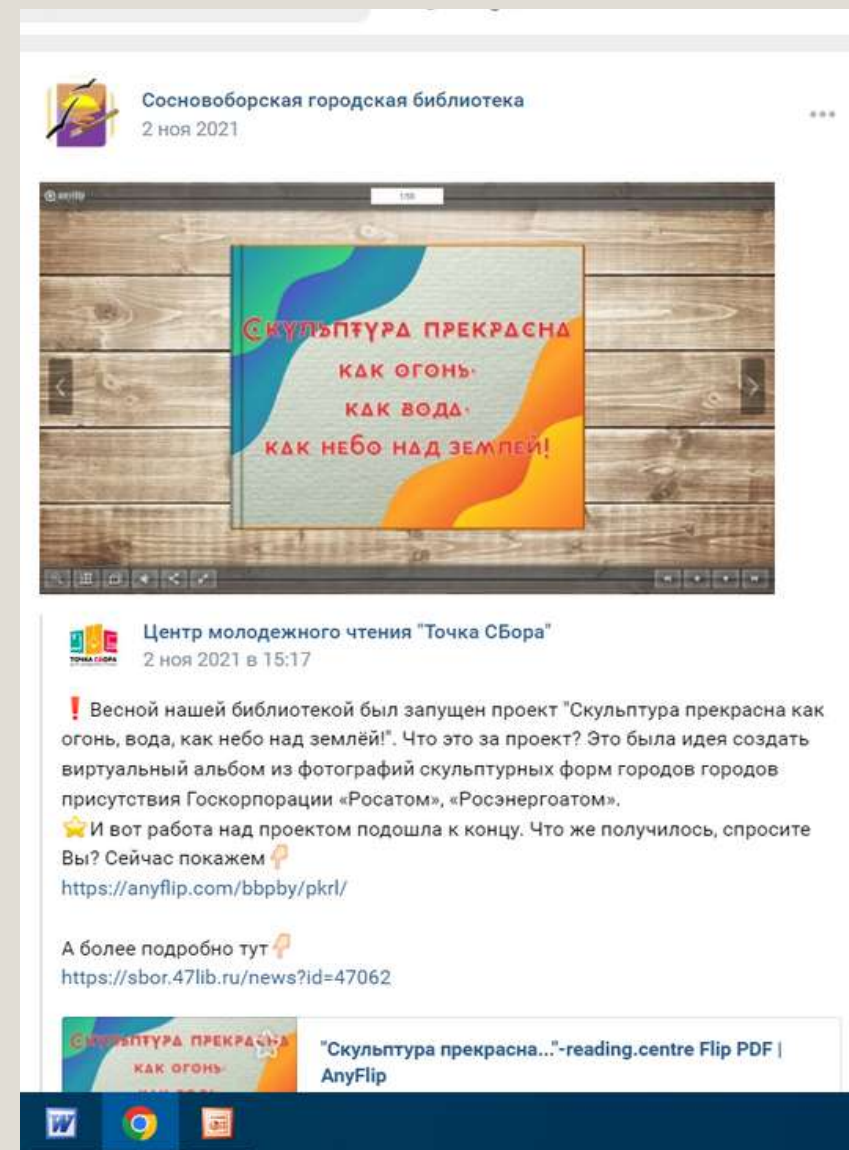 Сосновоборская городская библиотека
2 ноя 2021
anyflip
1/58
Скульптура прекрасна
как огонь,
как вода,
как небо над землей!
ТОЧКА СБОРА
Центр молодежного чтения "Точка СБора"
2 ноя 2021 в 15:17
❗ Весной нашей библиотекой был запущен проект "Скульптура прекрасна как
огонь, вода, как небо над землёй!". Что это за проект? Это была идея создать
виртуальный альбом из фотографий скульптурных форм городов городов
присутствия Госкорпорации «Росатом», «Росэнергоатом».
⭐И вот работа над проектом подошла к концу. Что же получилось, спросите
Вы? Сейчас покажем👇
https://anyflip.com/bbpby/pkrl/
А более подробно тут👇
https://sbor.47lib.ru/news?id=47062
Скульптура прекрасна
как огонь,
"Скульптура прекрасна..."-reading.centre Flip PDF |
AnyFlip